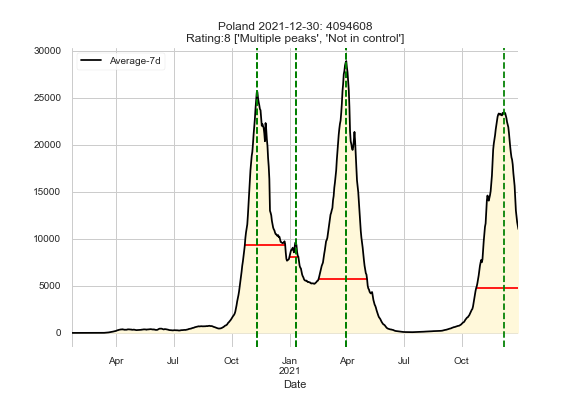 Poland 2021-12-30: 4094608
Rating:8 ['Multiple peaks', 'Not in control']
Average-7d
30000
25000
20000
15000
10000
5000
0
Apr
Jul
Oct
Jan
2021
Apr
Jul
Oct
Date